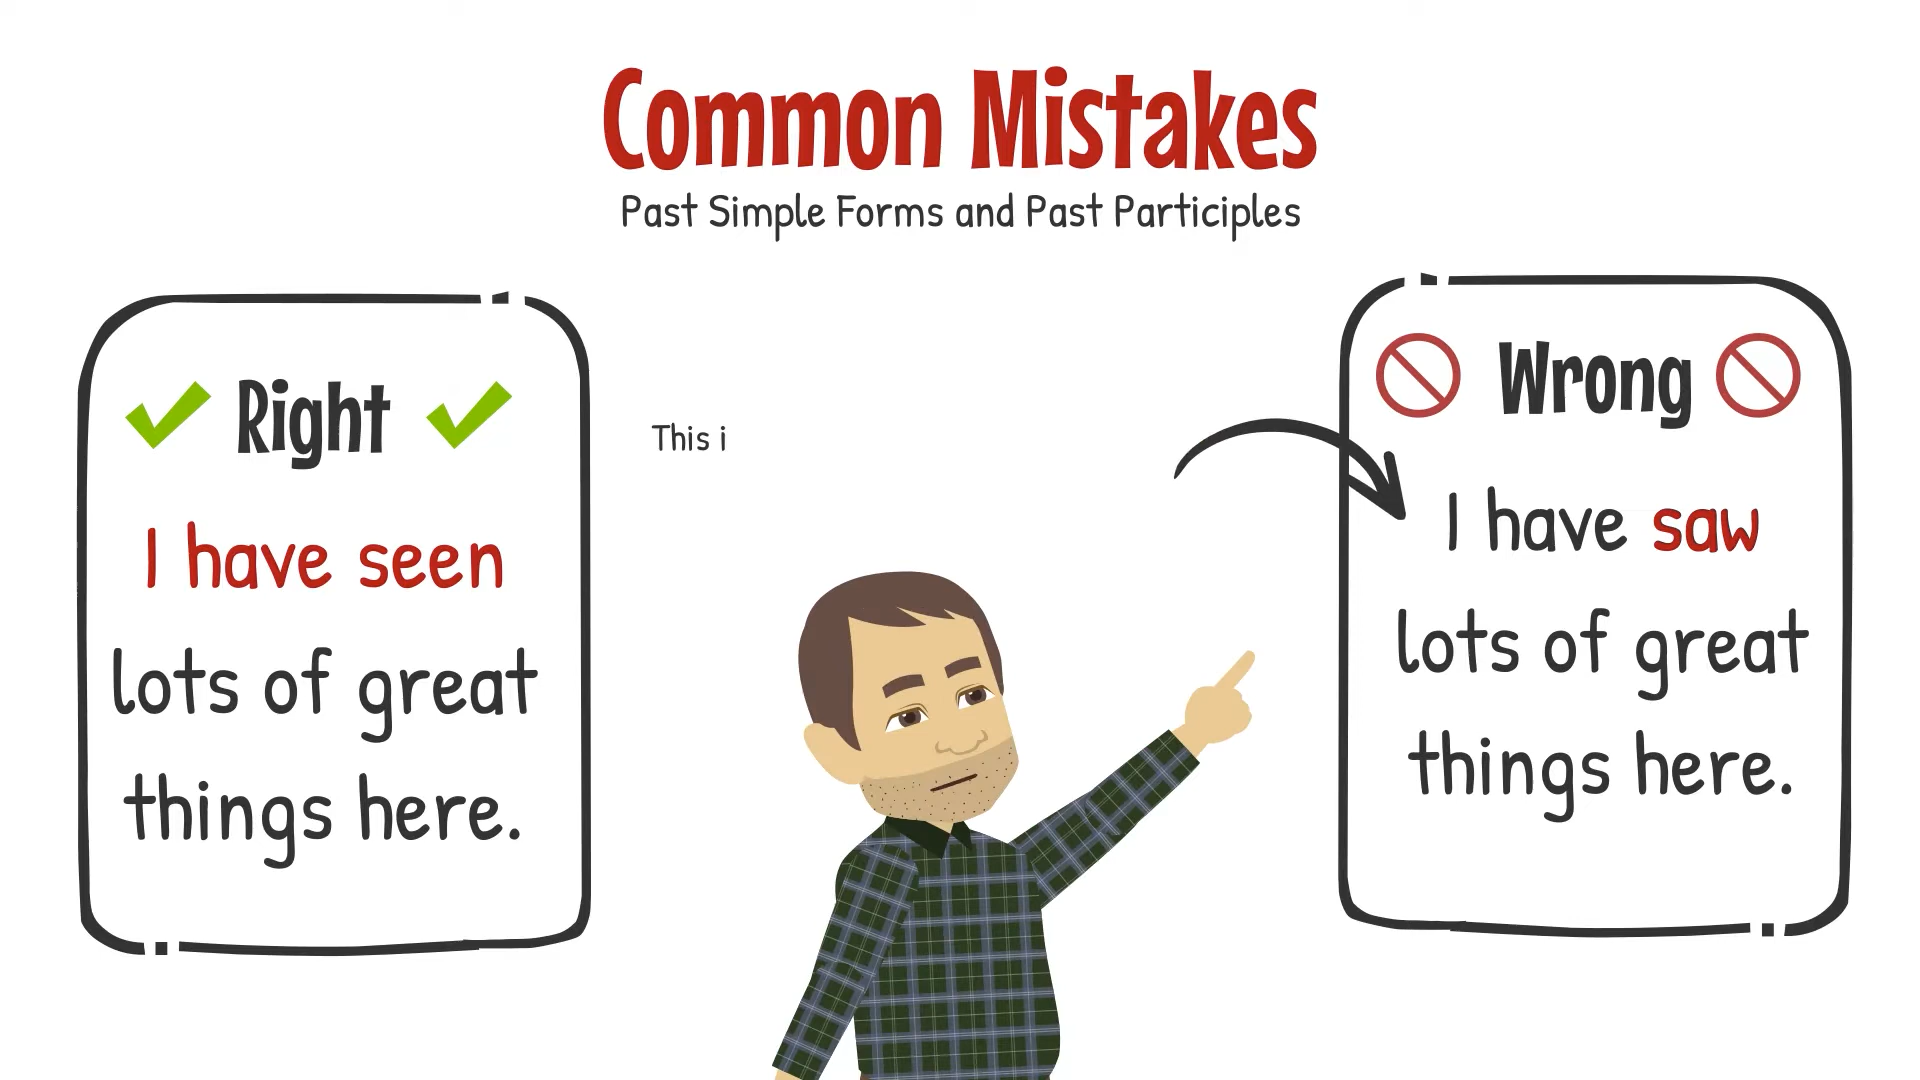 Common Mistakes
Past Simple Forms and Past Participles
Right
I have seen
lots of great
things here.
This i
Wrong
I have saw
lots of great
things here.